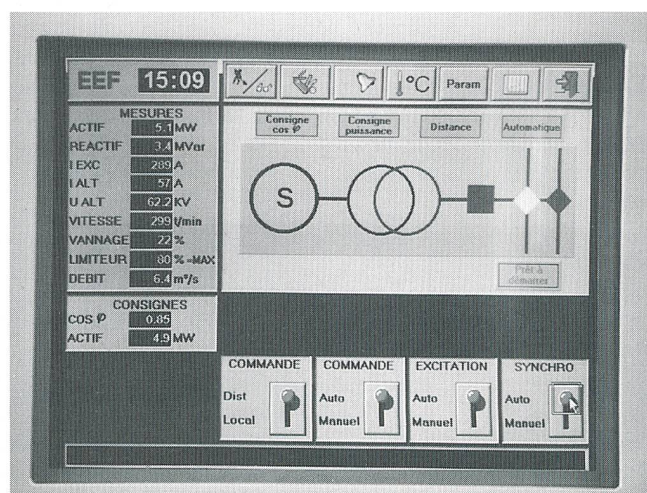 EEF 15:09
°C Param
MESURES
ACTIF 5.1 MW
REACTIF 3.4 MVar
I EXC 289 A
I ALT 57 A
U ALT 62.2 KV
VITESSE 299 t/min
VANNAGE 22 %
LIMITEUR 80 % =MAX
DEBIT 6.4 m³/s
CONSIGNES
COS φ 0.85
ACTIF 4.9 MW
Consigne cos φ
Consigne puissance
Distance
Automatique
S
Prêt à
démarrer
COMMANDE
Dist
Local
COMMANDE
Auto
Manuel
EXCITATION
Auto
Manuel
SYNCHRO
Auto
Manuel